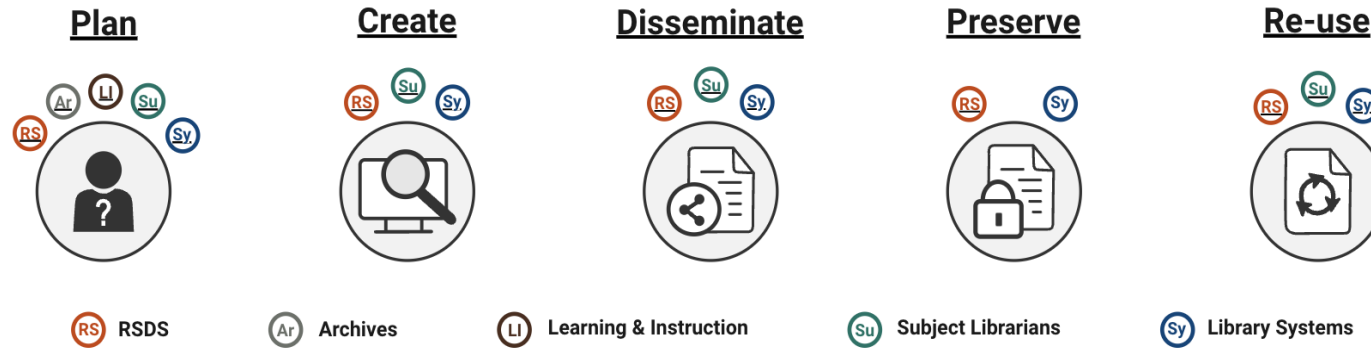 Plan Create Disseminate Preserve Re-use
Ar LI Su RS Sy
RS Su Sy
RS Su Sy
RS Sy
RS Su Sy
?
RS RSDS Ar Archives LI Learning & Instruction Su Subject Librarians Sy Library Systems